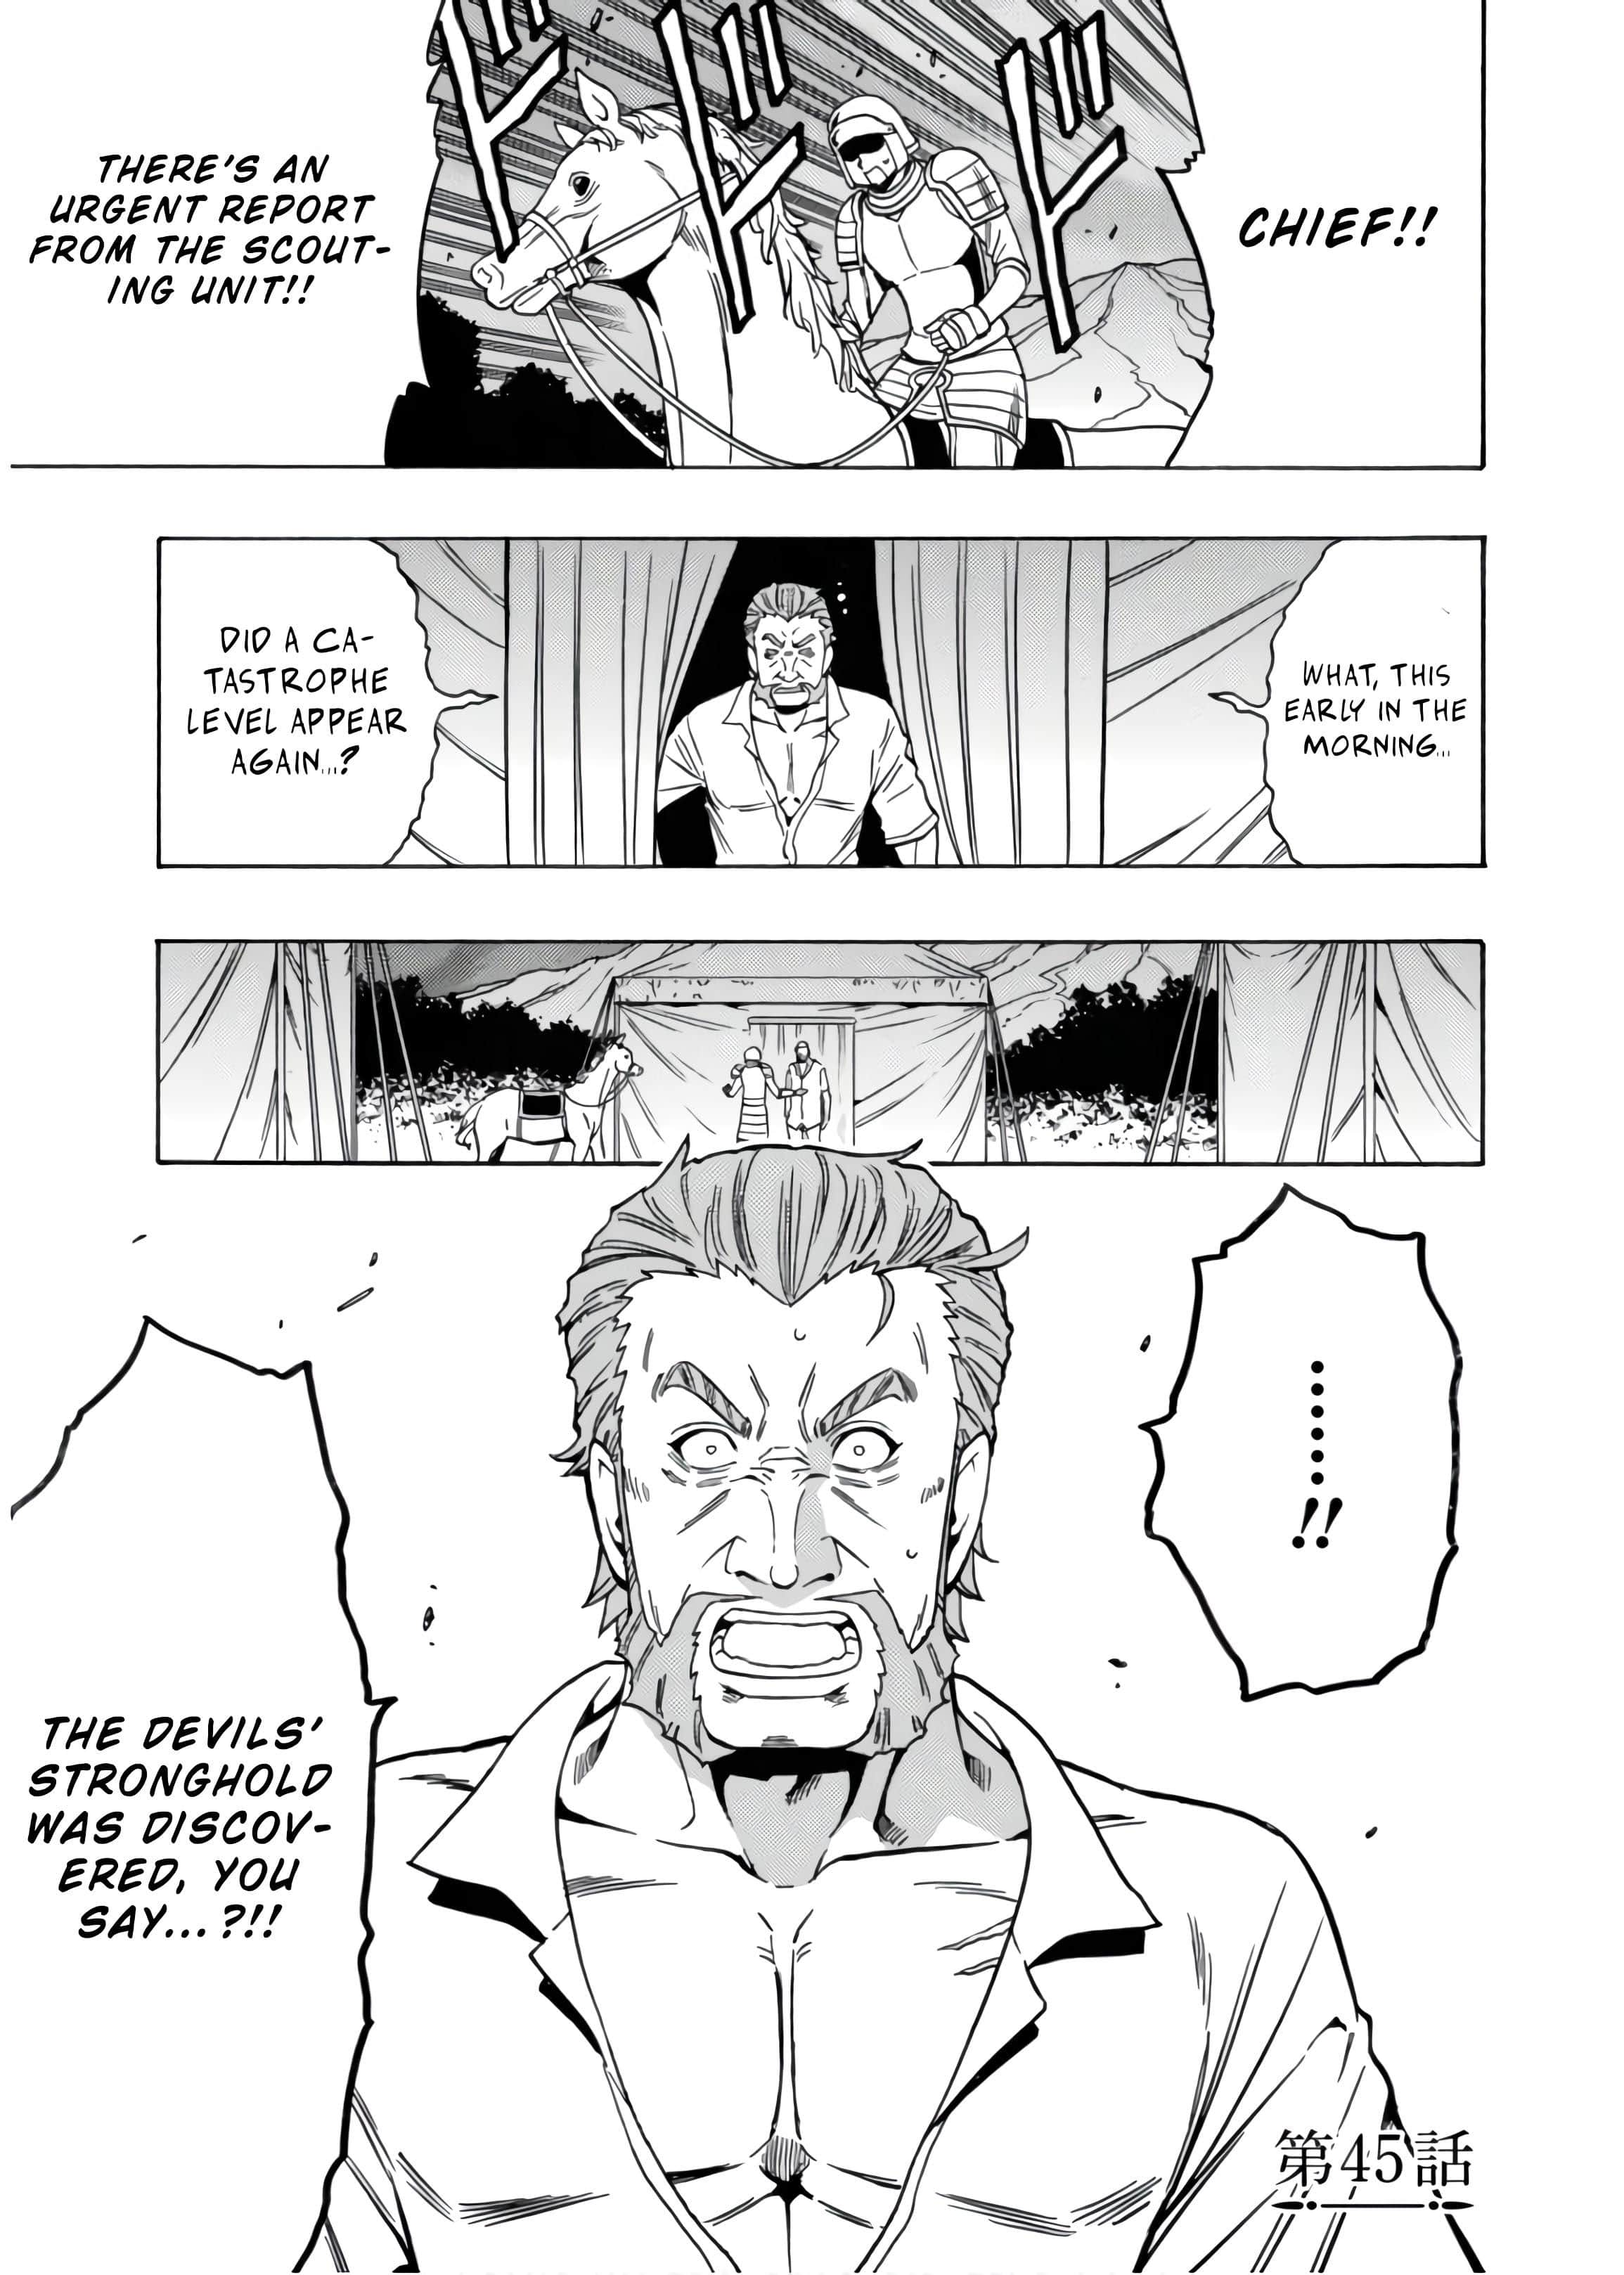 ドド
ドド
ドド
CHIEF!!
THERE'S AN
URGENT REPORT
FROM THE SCOUT-
ING UNIT!!
WHAT, THIS
EARLY IN THE
MORNING...
DID A CA-
TASTROPHE
LEVEL APPEAR
AGAIN...?
......!!
THE DEVILS'
STRONGHOLD
WAS DISCOV-
ERED, YOU
SAY...?!!
第45話